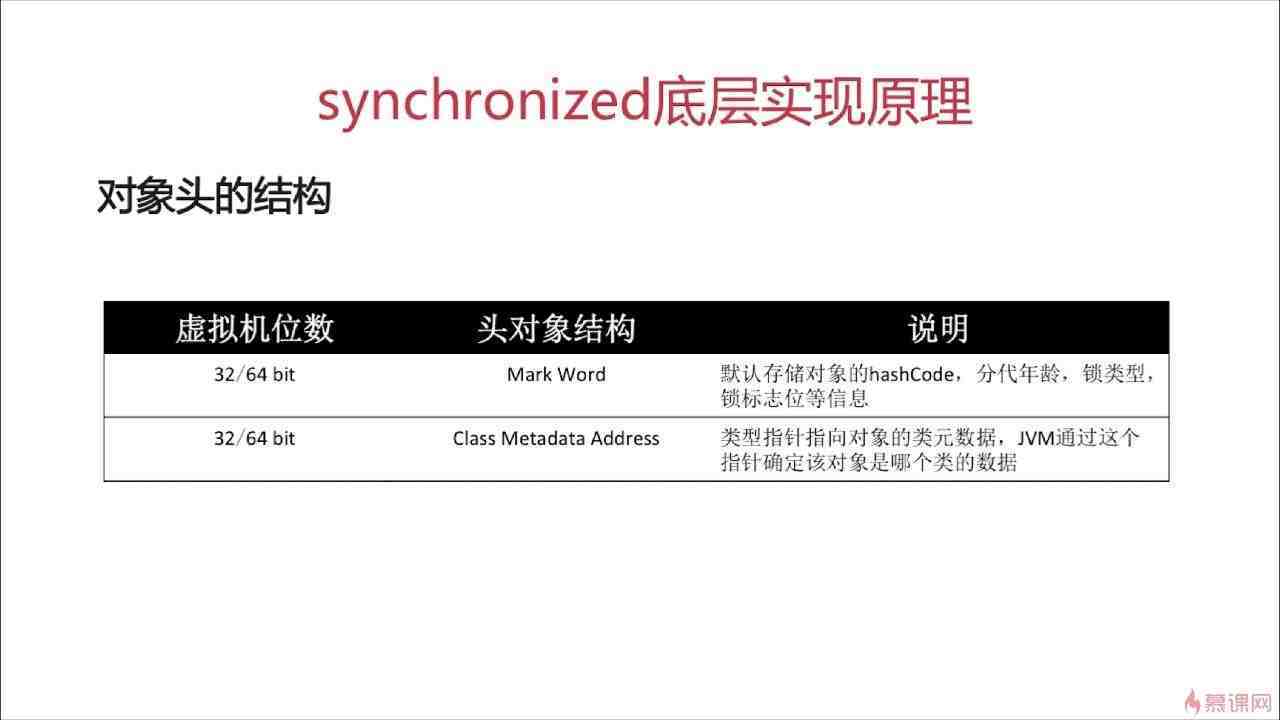 synchronized底层实现原理
对象头的结构
虚拟机位数 头对象结构 说明
32/64 bit Mark Word 默认存储对象的hashCode，分代年龄，锁类型，
锁标志位等信息
32/64 bit Class Metadata Address 类型指针指向对象的类元数据，JVM通过这个
指针确定该对象是哪个类的数据
慕课网